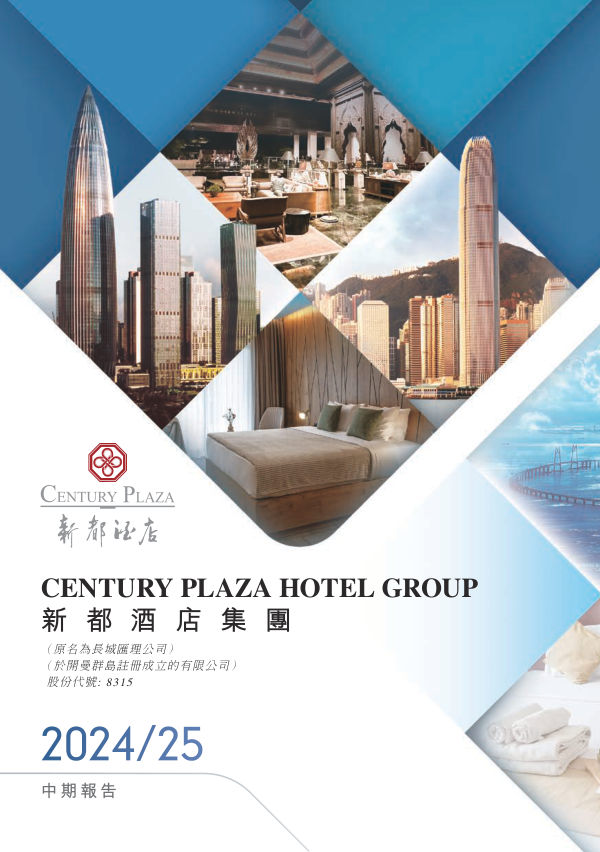 CENTURY PLAZA
新都酒店
CENTURY PLAZA HOTEL GROUP
新都酒店集團
（原名為長城匯理公司）
（於開曼群島註冊成立的有限公司）
股份代號: 8315
2024/25
中期報告